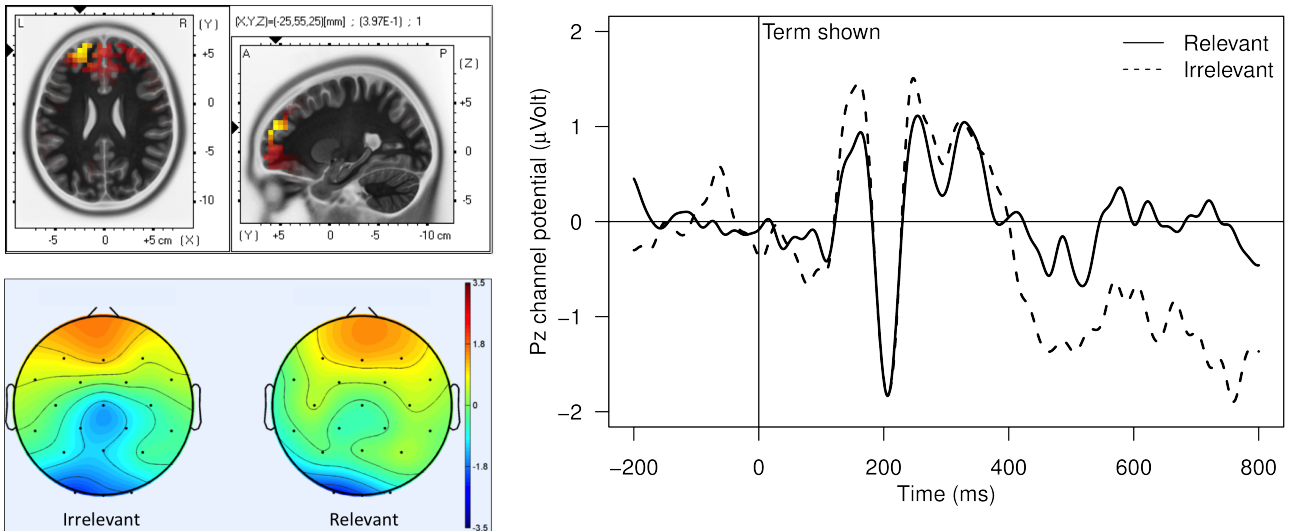 L R (Y)
+5
0
-5
-10
-5 0 +5 cm (X)
(X,Y,Z)=(-25,55,25)[mm] ; (3.97E-1) ; 1
A P (Z)
+5
0
-5
(Y) +5 0 -5 -10 cm
3.5
1.8
0
-1.8
-3.5
Irrelevant Relevant
Term shown
Relevant
Irrelevant
Pz channel potential (µVolt)
2
1
0
−1
−2
−200 0 200 400 600 800
Time (ms)